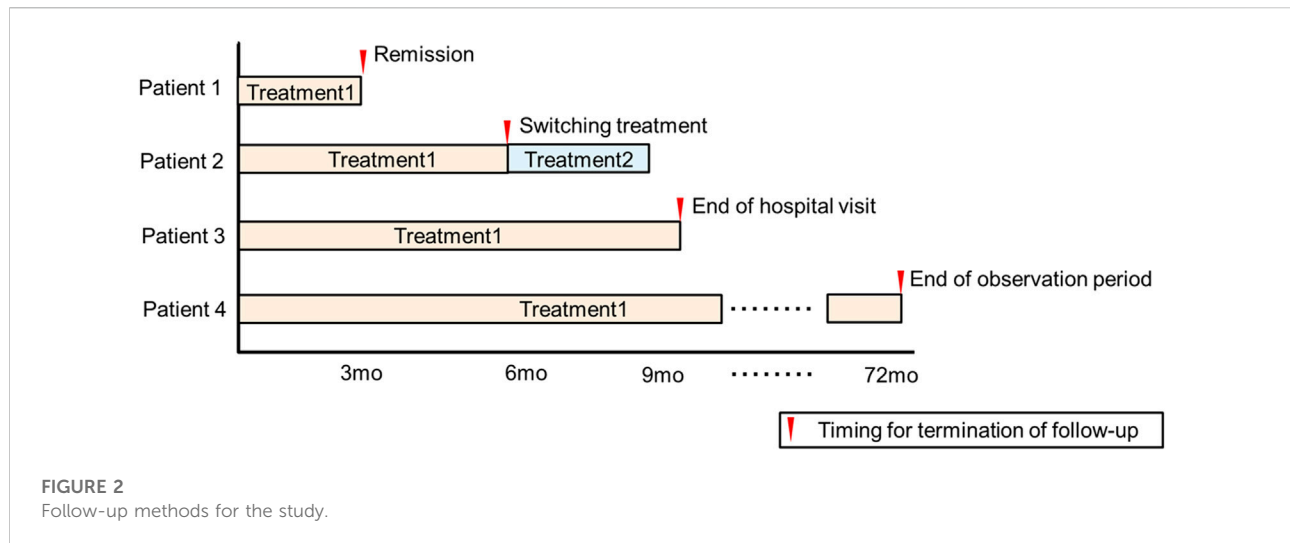 Remission
Patient 1
Treatment1
Switching treatment
Patient 2
Treatment1
Treatment2
End of hospital visit
Patient 3
Treatment1
End of observation period
Patient 4
Treatment1
3mo
6mo
9mo
72mo
Timing for termination of follow-up
FIGURE 2
Follow-up methods for the study.